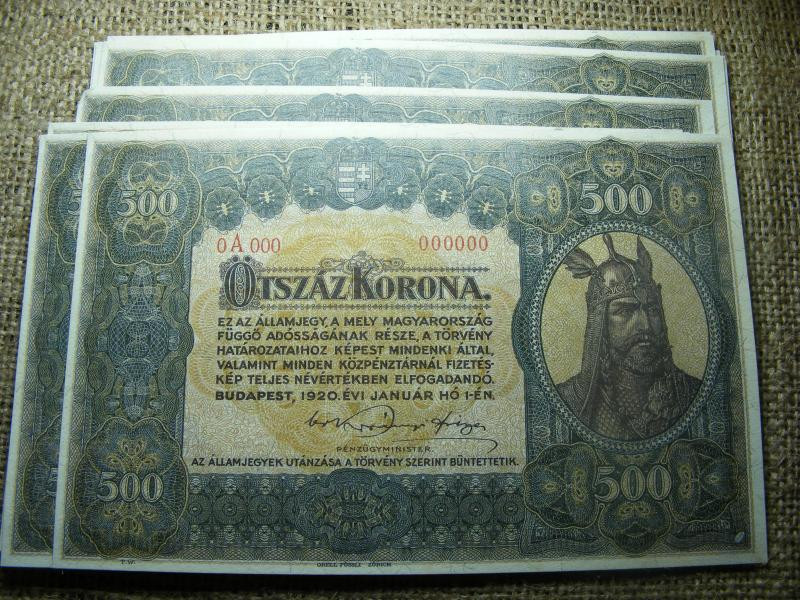 500
500
0A000 000000
ÖTSZÁZ KORONA.
EZ AZ ÁLLAMJEGY, A MELY MAGYARORSZÁG
FÜGGŐ ADÓSSÁGÁNAK RÉSZE, A TÖRVÉNY
HATÁROZATAIHOZ KÉPEST MINDENKI ÁLTAL,
VALAMINT MINDEN KÖZPÉNZTÁRNÁL FIZETÉS-
KÉP TELJES NÉVÉRTÉKBEN ELFOGADANDÓ.
BUDAPEST, 1920. ÉVI JANUÁR HÓ 1-ÉN.
PÉNZÜGYMINISTER.
AZ ÁLLAMJEGYEK UTÁNZÁSA A TÖRVÉNY SZERINT BÜNTETTETIK.
500
500
T.W.
ORELL FÜSSLI ZÜRICH